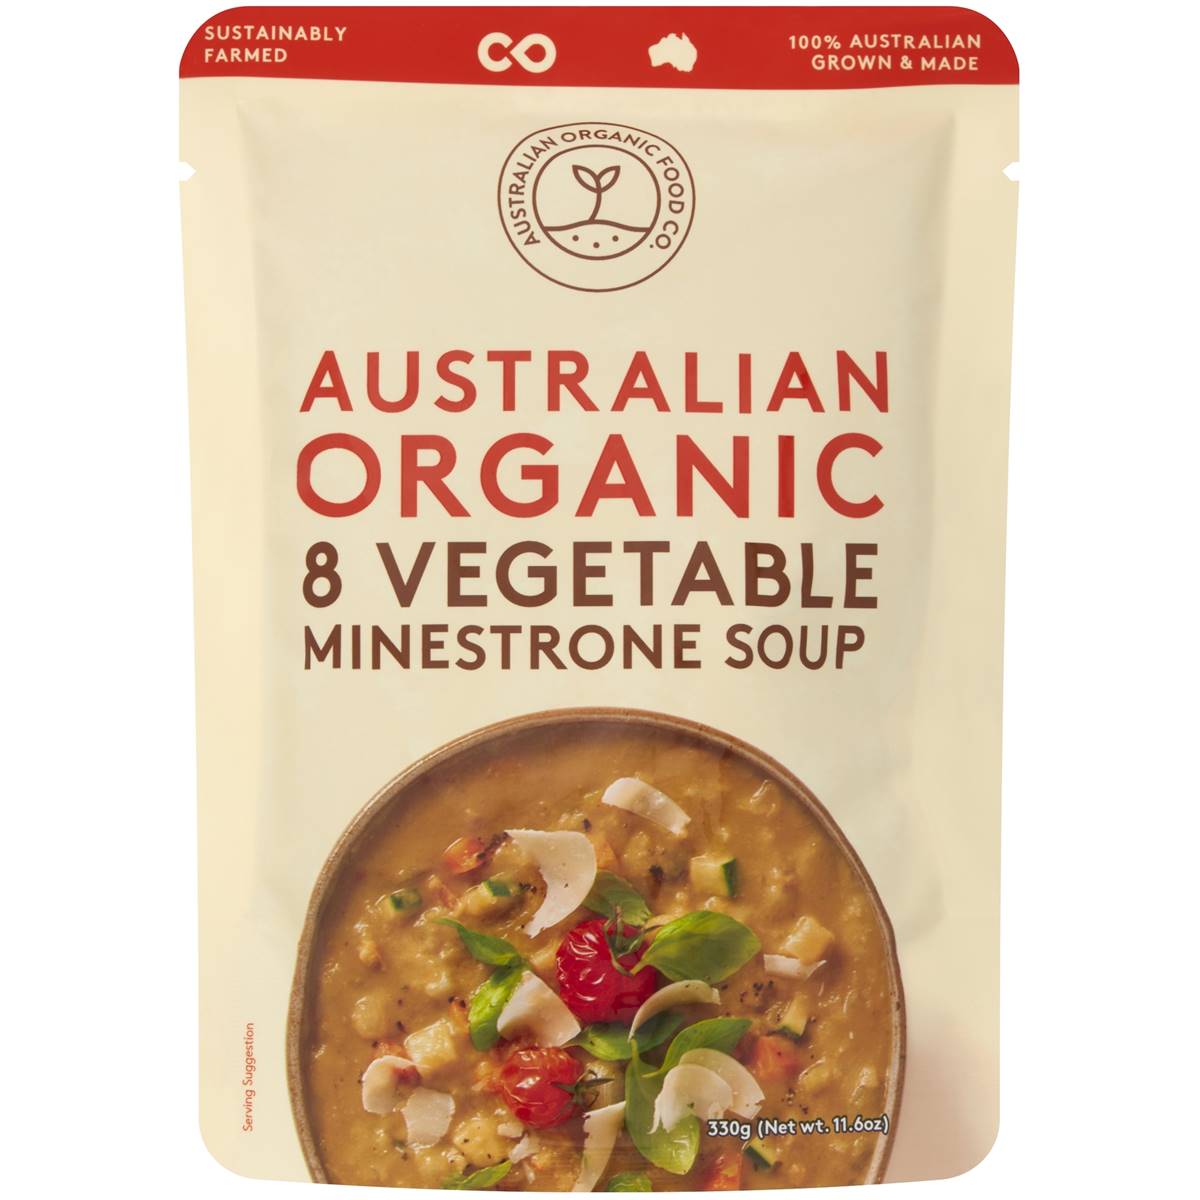 SUSTAINABLY
FARMED
CO
100% AUSTRALIAN
GROWN & MADE
AUSTRALIAN ORGANIC FOOD CO.
AUSTRALIAN
ORGANIC
8 VEGETABLE
MINESTRONE SOUP
Serving Suggestion
330g (Net wt. 11.6oz)